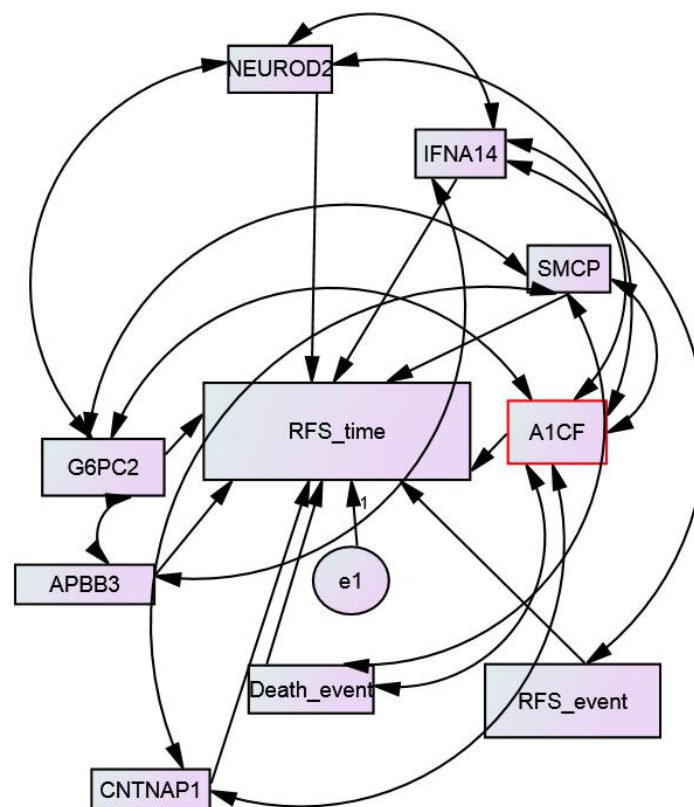 NEUROD2
IFNA14
SMCP
RFS_time
A1CF
G6PC2
1
APBB3
e1
Death_event
RFS_event
CNTNAP1